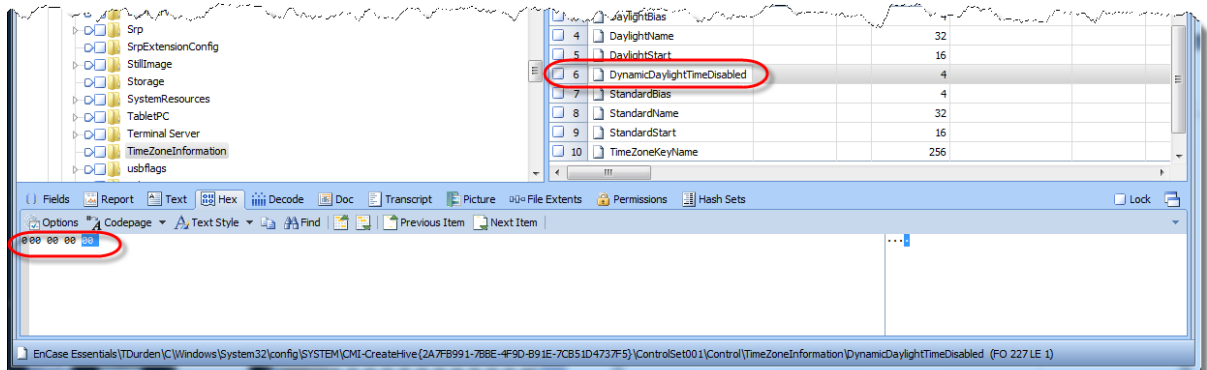 Srp
SrpExtensionConfig
StillImage
Storage
SystemResources
TabletPC
Terminal Server
TimeZoneInformation
usbflags
DaylightBias 4
4 DaylightName 32
5 DaylightStart 16
6 DynamicDaylightTimeDisabled 4
7 StandardBias 4
8 StandardName 32
9 StandardStart 16
10 TimeZoneKeyName 256
Fields Report Text Hex Decode Doc Transcript Picture File Extents Permissions Hash Sets Lock
Options Codepage Text Style Find Previous Item Next Item
000 00 00 00 ....
EnCase Essentials\TDurden\C\Windows\System32\config\SYSTEM\CMI-CreateHive{2A7FB991-7BBE-4F9D-B91E-7CB51D4737F5}\ControlSet001\Control\TimeZoneInformation\DynamicDaylightTimeDisabled (FO 227 LE 1)